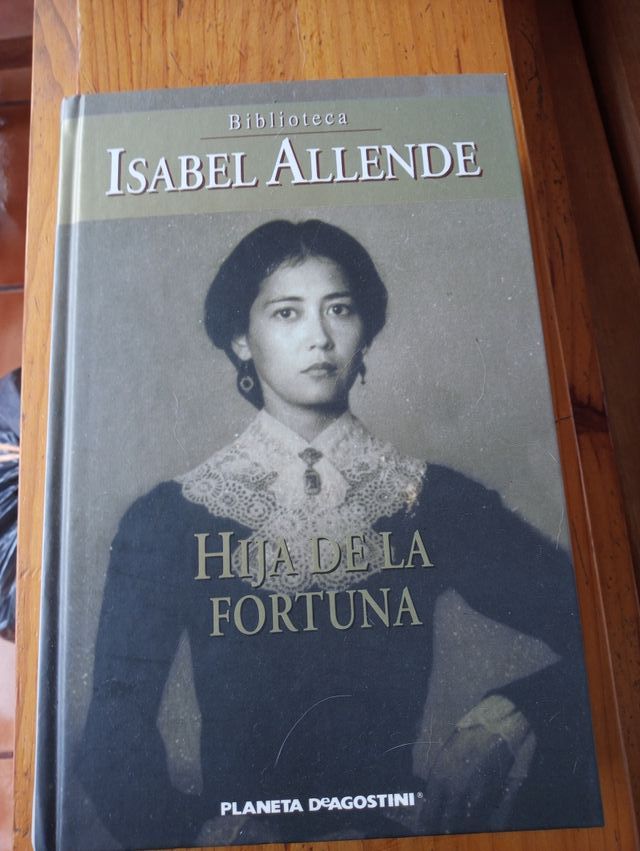 Biblioteca
ISABEL ALLENDE
HIJA DE LA
FORTUNA
PLANETA DeAGOSTINI®